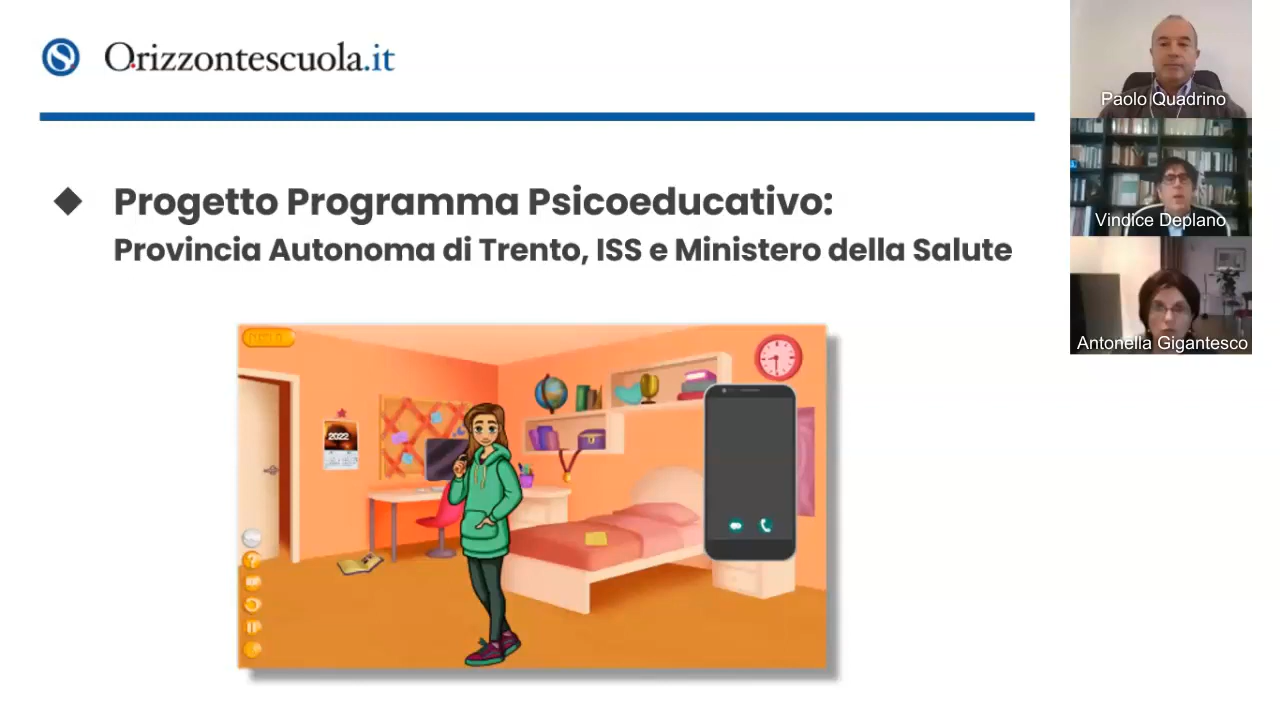 Orizzontescuola.it
Progetto Programma Psicoeducativo:
Provincia Autonoma di Trento, ISS e Ministero della Salute
2022
Paolo Quadrino
Vindice Deplano
Antonella Gigantesco